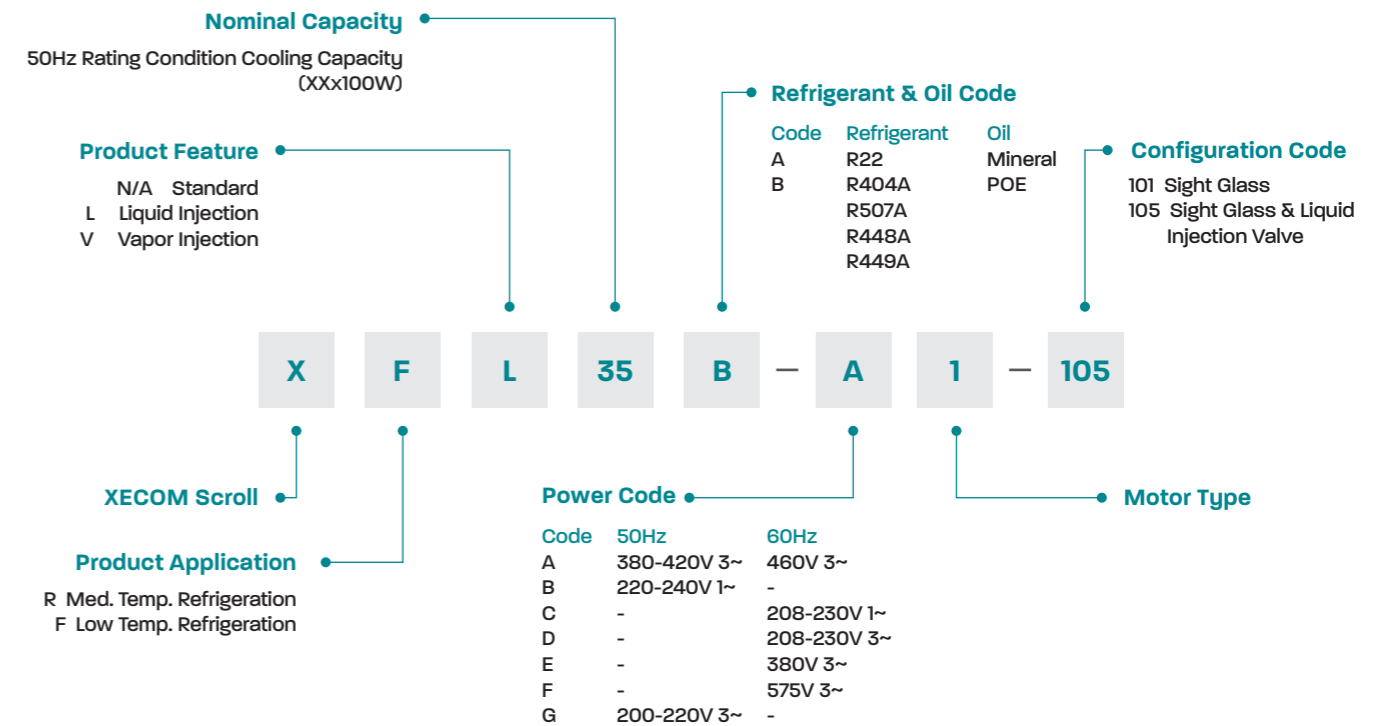 Nominal Capacity
50Hz Rating Condition Cooling Capacity
(XXx100W)
Product Feature
N/A Standard
L Liquid Injection
V Vapor Injection
Refrigerant & Oil Code
Code Refrigerant Oil
A R22 Mineral
B R404A POE
R507A
R448A
R449A
Configuration Code
101 Sight Glass
105 Sight Glass & Liquid
Injection Valve
X F L 35 B – A 1 – 105
XECOM Scroll
Product Application
R Med. Temp. Refrigeration
F Low Temp. Refrigeration
Power Code
Code 50Hz 60Hz
A 380-420V 3~ 460V 3~
B 220-240V 1~ -
C - 208-230V 1~
D - 208-230V 3~
E - 380V 3~
F - 575V 3~
G 200-220V 3~ -
Motor Type